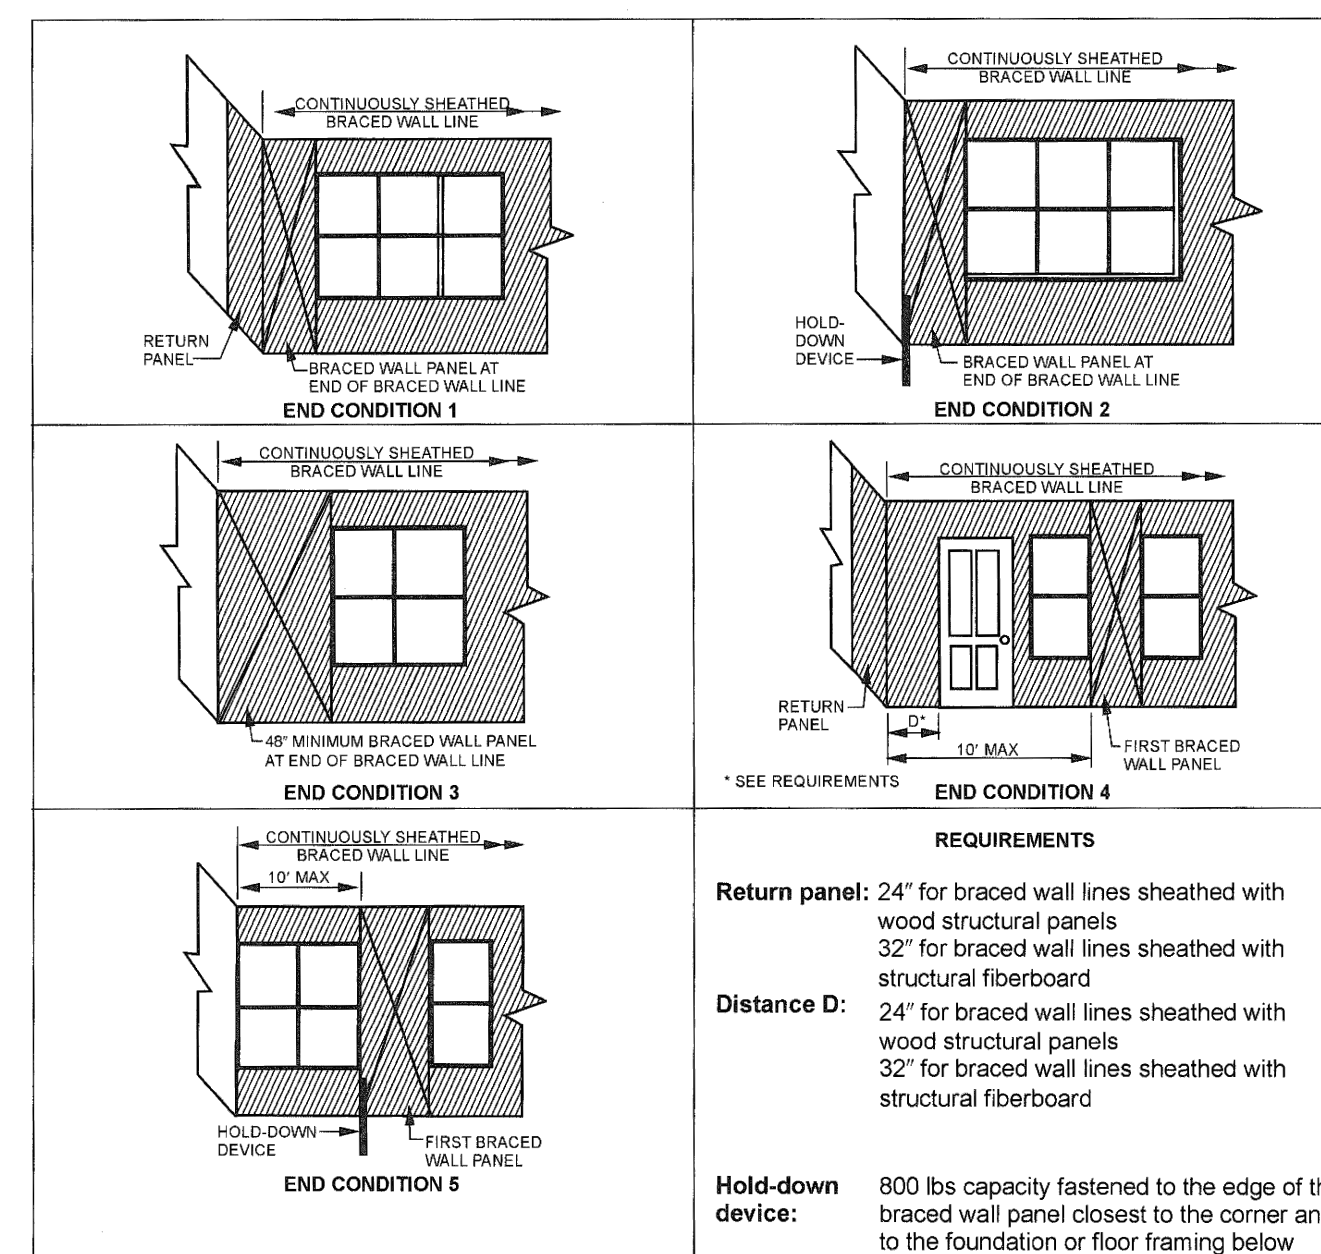 CONTINUOUSLY SHEATHED
BRACED WALL LINE
RETURN
PANEL
BRACED WALL PANEL AT
END OF BRACED WALL LINE
END CONDITION 1
CONTINUOUSLY SHEATHED
BRACED WALL LINE
HOLD-
DOWN
DEVICE
BRACED WALL PANEL AT
END OF BRACED WALL LINE
END CONDITION 2
CONTINUOUSLY SHEATHED
BRACED WALL LINE
48" MINIMUM BRACED WALL PANEL
AT END OF BRACED WALL LINE
END CONDITION 3
CONTINUOUSLY SHEATHED
BRACED WALL LINE
RETURN
PANEL
D*
10' MAX
FIRST BRACED
WALL PANEL
* SEE REQUIREMENTS
END CONDITION 4
CONTINUOUSLY SHEATHED
BRACED WALL LINE
10' MAX
HOLD-DOWN
DEVICE
FIRST BRACED
WALL PANEL
END CONDITION 5
REQUIREMENTS
Return panel: 24" for braced wall lines sheathed with
wood structural panels
32" for braced wall lines sheathed with
structural fiberboard
Distance D: 24" for braced wall lines sheathed with
wood structural panels
32" for braced wall lines sheathed with
structural fiberboard
Hold-down 800 lbs capacity fastened to the edge of
device: braced wall panel closest to the corner
to the foundation or floor framing below